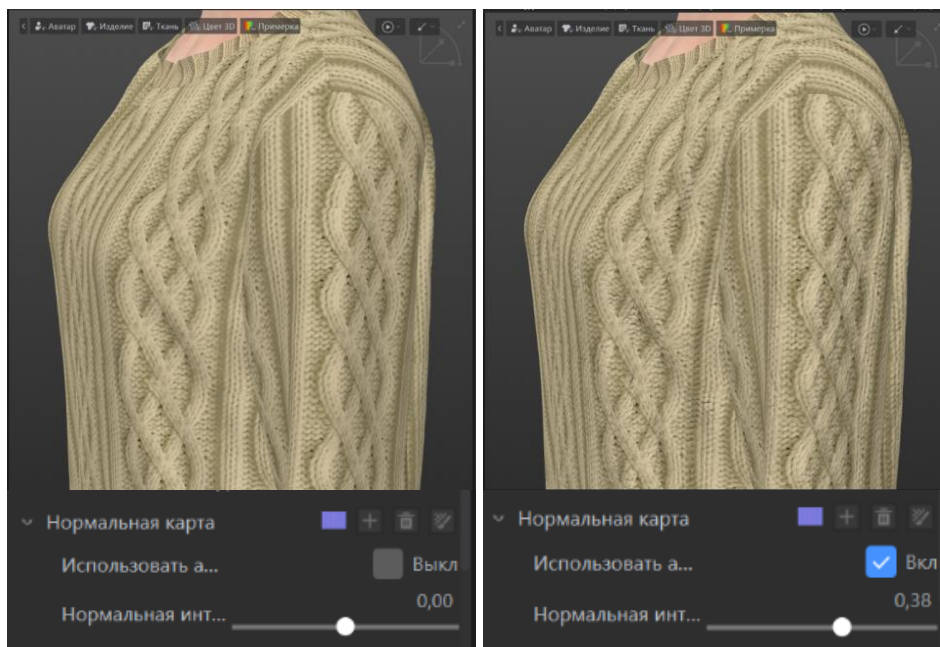 Аватар Изделие Ткань Цвет 3D Примерка
Нормальная карта
Использовать а... Выкл
0,00
Нормальная инт...
Аватар Изделие Ткань Цвет 3D Примерка
Нормальная карта
Использовать а... Вкл
0,38
Нормальная инт...